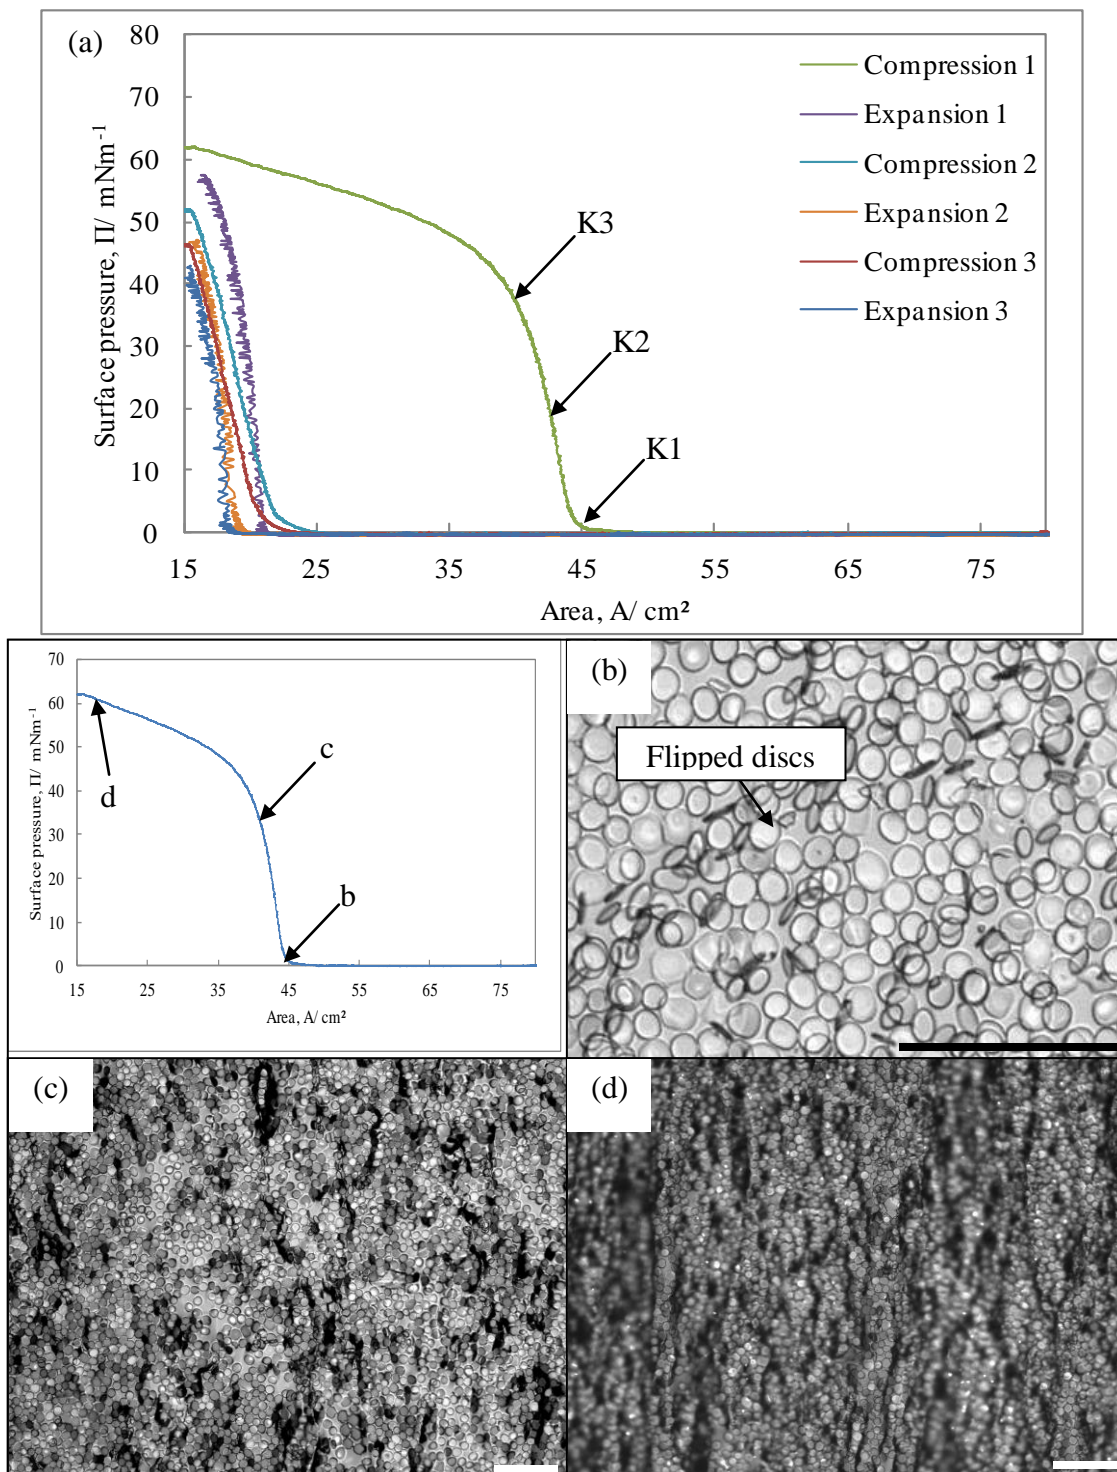 (a)
80
70
60
50
40
30
20
10
0
Surface pressure, Π/ mNm⁻¹
15 25 35 45 55 65 75
Area, A/ cm²
K3
K2
K1
Compression 1
Expansion 1
Compression 2
Expansion 2
Compression 3
Expansion 3
70
60
50
40
30
20
10
0
Surface pressure, Π/ mNm⁻¹
15 25 35 45 55 65 75
Area, A/ cm²
d
c
b
(b)
Flipped discs
(c)
(d)